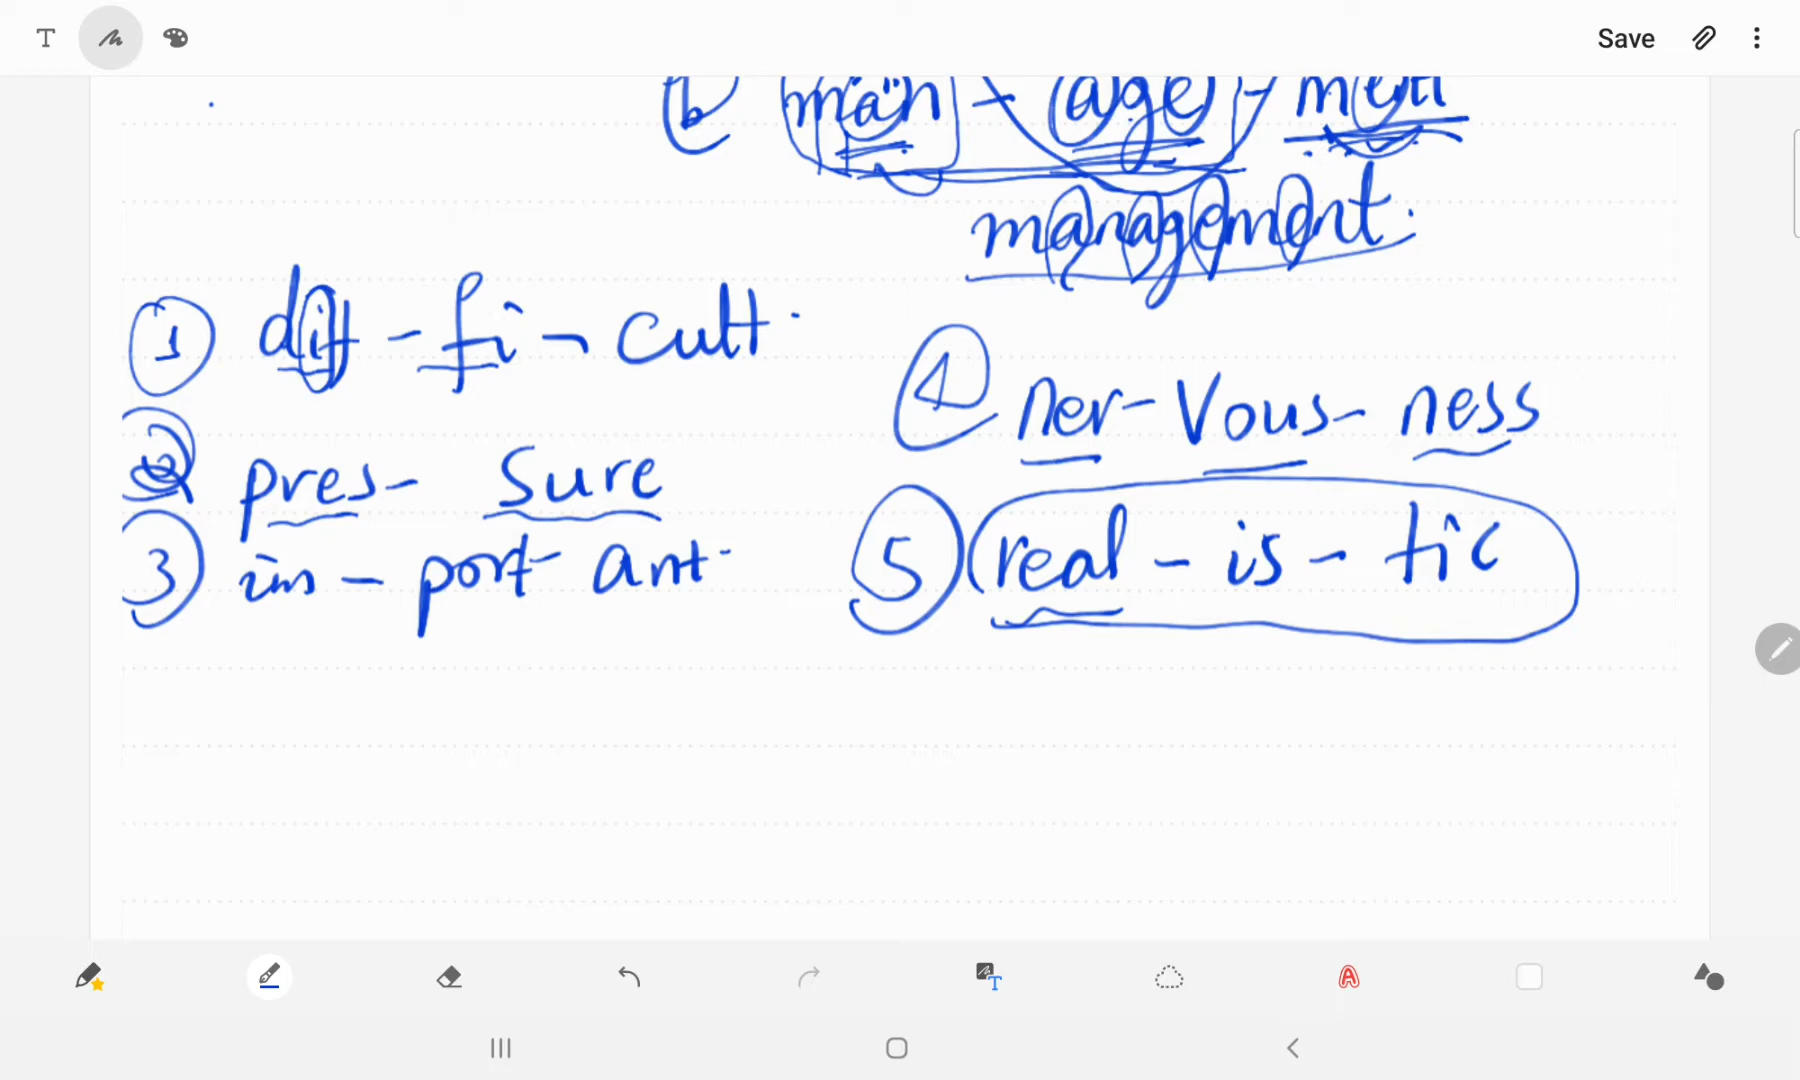 Save
b man - age - ment
management.
1 dif - fi - cult.
2 pres - sure
3 im - port - ant.
4 ner - vous - ness
5 real - is - tic